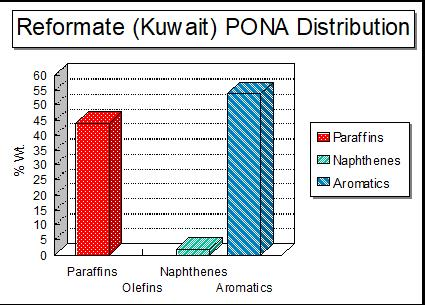 Reformate (Kuwait) PONA Distribution
60
55
50
45
40
35
30
25
20
15
10
5
0
% Wt.
Paraffins
Naphthenes
Aromatics
Paraffins
Naphthenes
Olefins
Aromatics